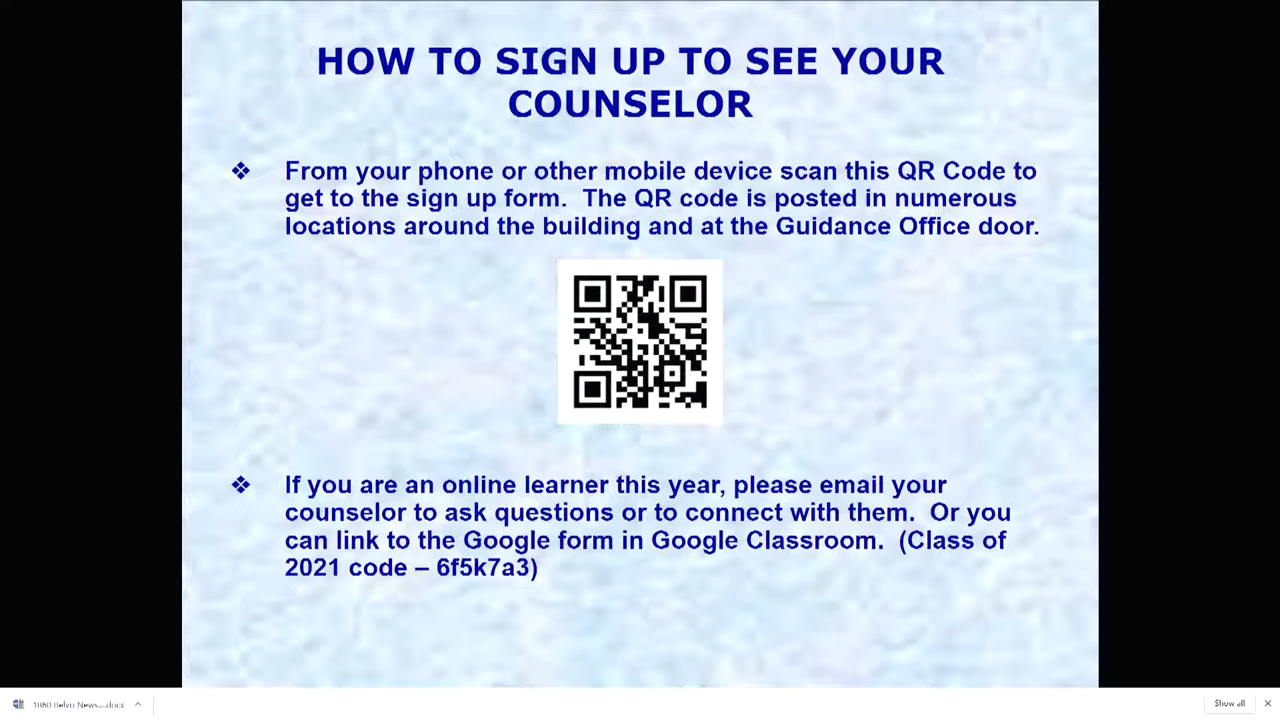 HOW TO SIGN UP TO SEE YOUR
COUNSELOR
❖ From your phone or other mobile device scan this QR Code to
get to the sign up form. The QR code is posted in numerous
locations around the building and at the Guidance Office door.
❖ If you are an online learner this year, please email your
counselor to ask questions or to connect with them. Or you
can link to the Google form in Google Classroom. (Class of
2021 code – 6f5k7a3)
Show all